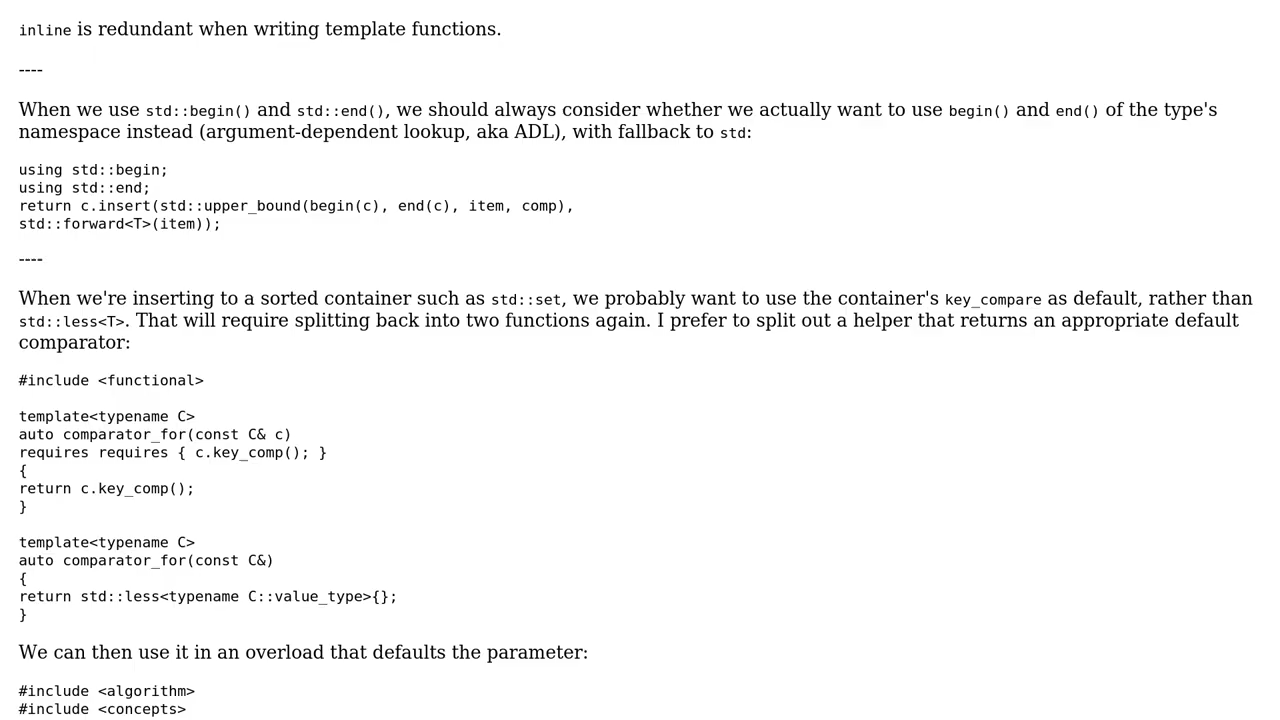 inline is redundant when writing template functions.
----
When we use std::begin() and std::end(), we should always consider whether we actually want to use begin() and end() of the type's
namespace instead (argument-dependent lookup, aka ADL), with fallback to std:
using std::begin;
using std::end;
return c.insert(std::upper_bound(begin(c), end(c), item, comp),
std::forward<T>(item));
----
When we're inserting to a sorted container such as std::set, we probably want to use the container's key_compare as default, rather than
std::less<T>. That will require splitting back into two functions again. I prefer to split out a helper that returns an appropriate default
comparator:
#include <functional>
template<typename C>
auto comparator_for(const C& c)
requires requires { c.key_comp(); }
{
return c.key_comp();
}
template<typename C>
auto comparator_for(const C&)
{
return std::less<typename C::value_type>{};
}
We can then use it in an overload that defaults the parameter:
#include <algorithm>
#include <concepts>